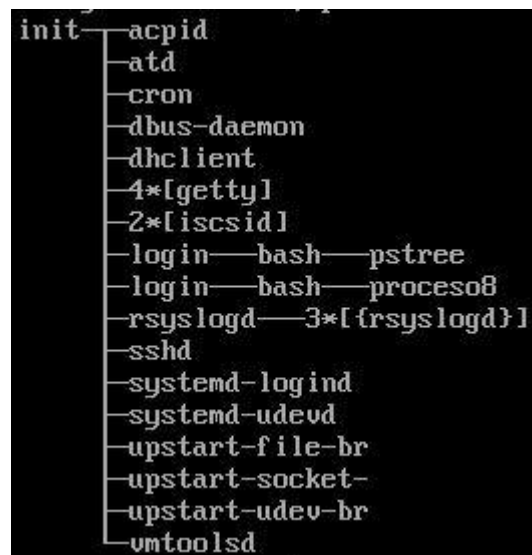 init─┬─acpid
     ├─atd
     ├─cron
     ├─dbus-daemon
     ├─dhclient
     ├─4*[getty]
     ├─2*[iscsid]
     ├─login───bash───pstree
     ├─login───bash───proceso8
     ├─rsyslogd───3*[{rsyslogd}]
     ├─sshd
     ├─systemd-logind
     ├─systemd-udevd
     ├─upstart-file-br
     ├─upstart-socket-
     ├─upstart-udev-br
     └─vmtoolsd